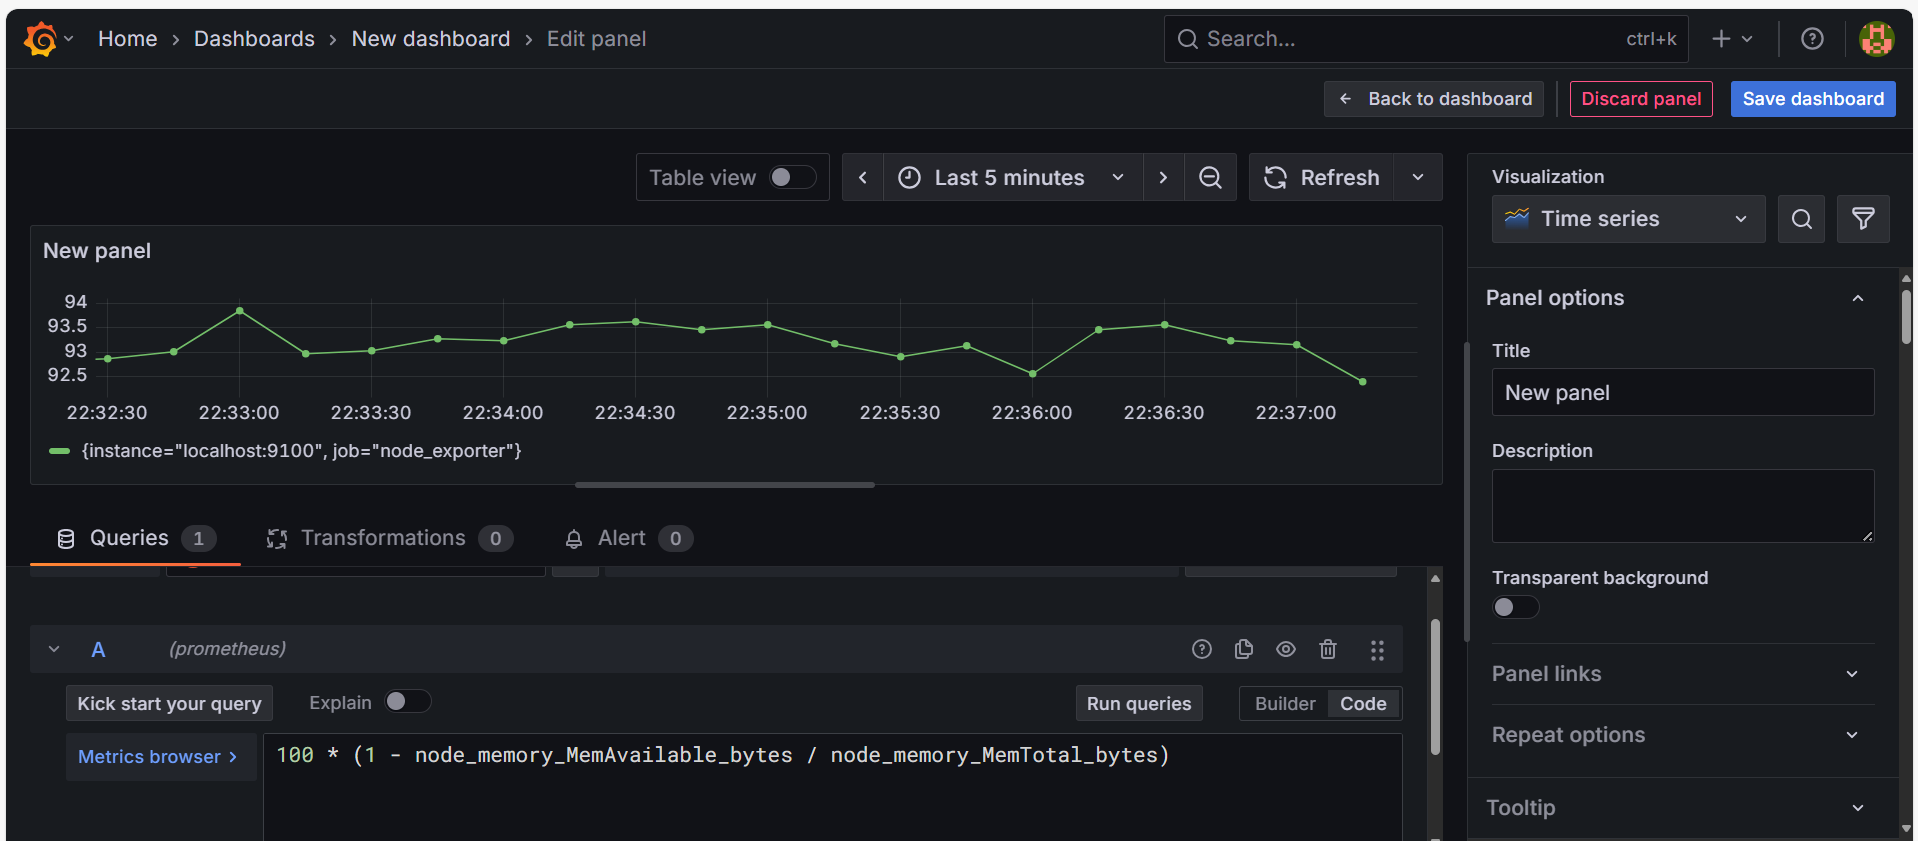 Home › Dashboards › New dashboard › Edit panel
Search... ctrl+k
Back to dashboard Discard panel Save dashboard
Table view Last 5 minutes Refresh
New panel
94
93.5
93
92.5
22:32:30 22:33:00 22:33:30 22:34:00 22:34:30 22:35:00 22:35:30 22:36:00 22:36:30 22:37:00
{instance="localhost:9100", job="node_exporter"}
Queries 1 Transformations 0 Alert 0
A (prometheus)
Kick start your query Explain Run queries Builder Code
Metrics browser › 100 * (1 - node_memory_MemAvailable_bytes / node_memory_MemTotal_bytes)
Visualization
Time series
Panel options
Title
New panel
Description
Transparent background
Panel links
Repeat options
Tooltip